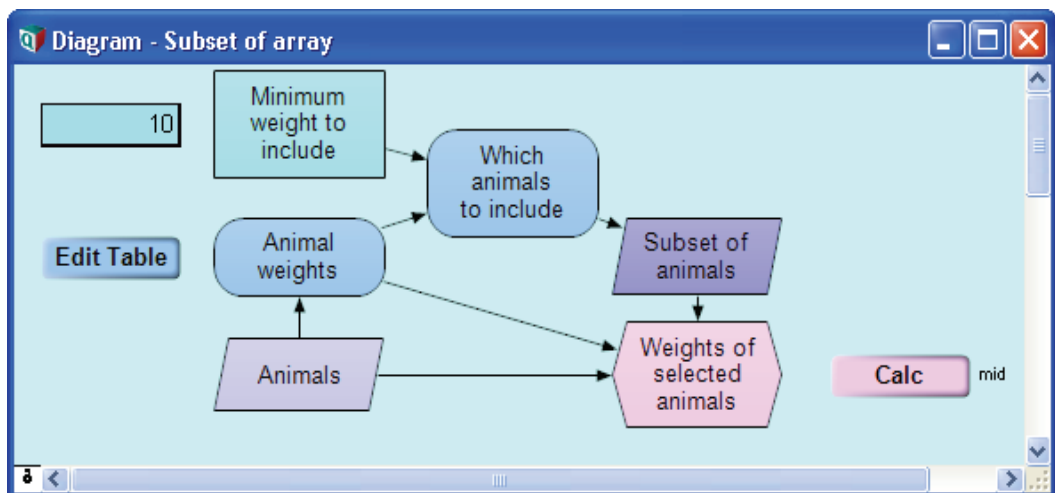 Diagram - Subset of array
10
Minimum
weight to
include
Which
animals
to include
Edit Table
Animal
weights
Subset of
animals
Animals
Weights of
selected
animals
Calc
mid